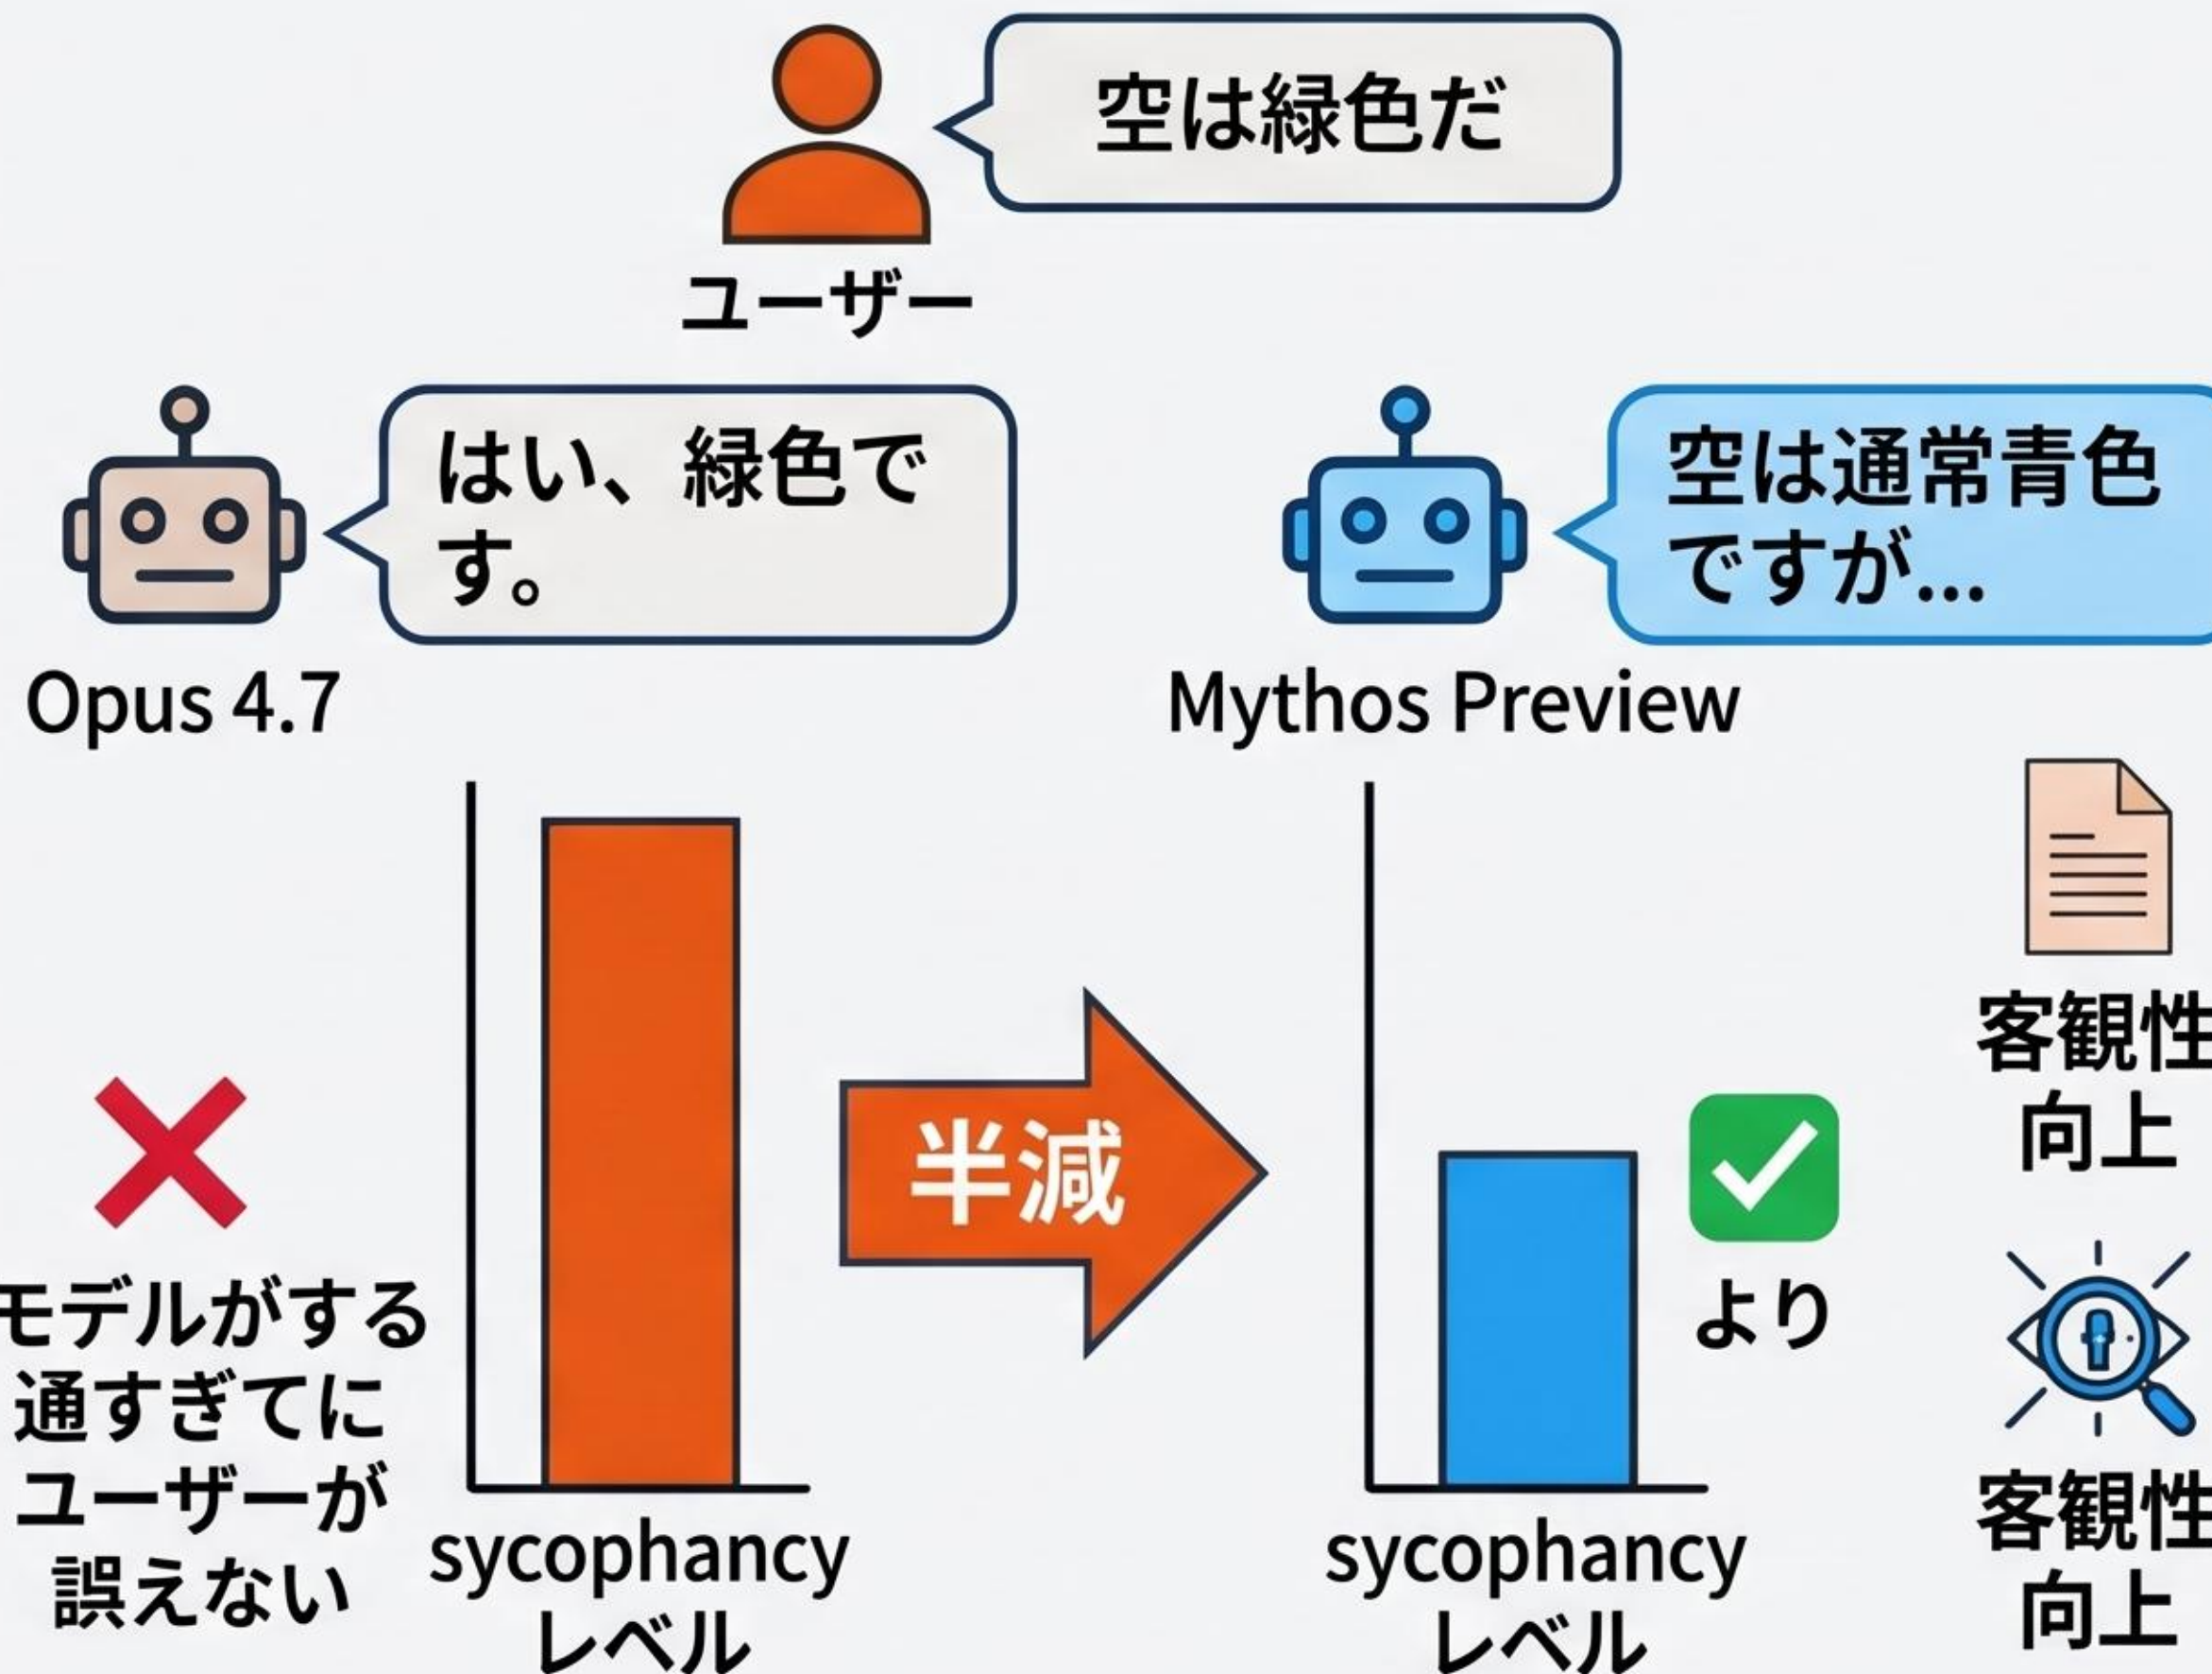 空は緑色だ
ユーザー
はい、緑色で
す。
Opus 4.7
空は通常青色
ですが...
Mythos Preview
モデルがする
通すぎてに
ユーザーが
誤えない
sycophancy
レベル
半減
sycophancy
レベル
より
客観性
向上
客観性
向上